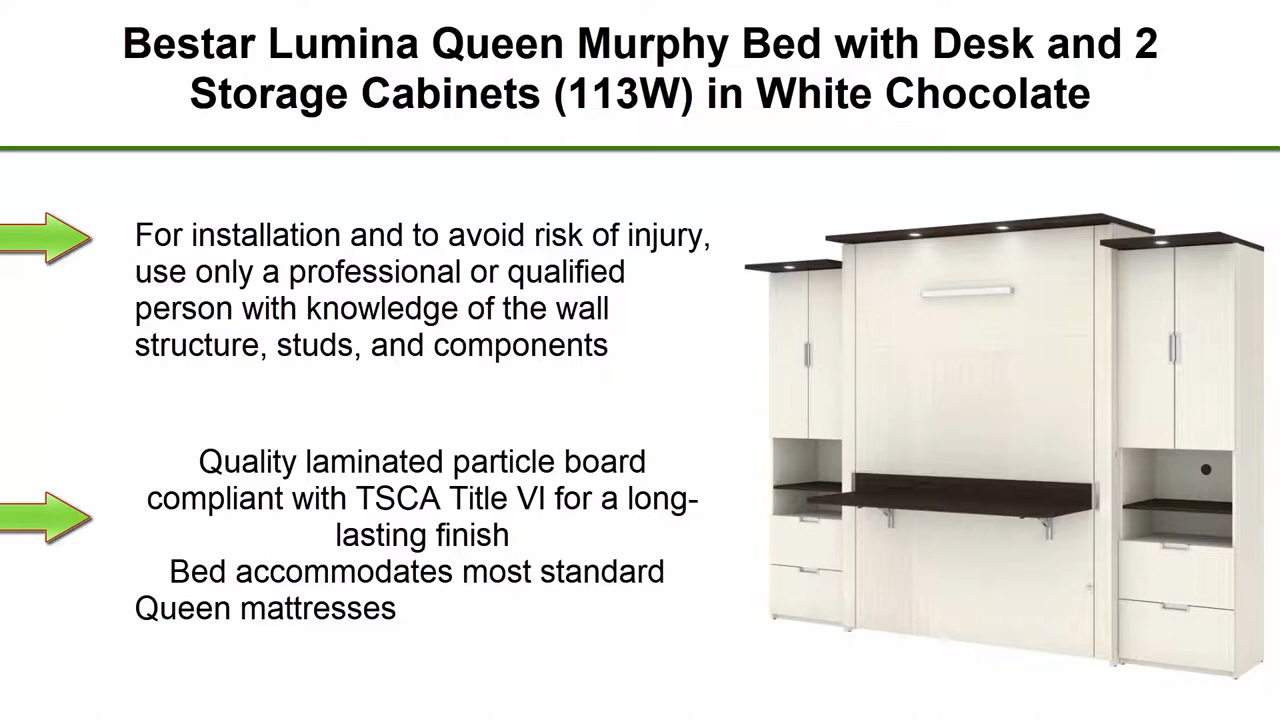 Bestar Lumina Queen Murphy Bed with Desk and 2
Storage Cabinets (113W) in White Chocolate
For installation and to avoid risk of injury,
use only a professional or qualified
person with knowledge of the wall
structure, studs, and components
Quality laminated particle board
compliant with TSCA Title VI for a long-
lasting finish
Bed accommodates most standard
Queen mattresses